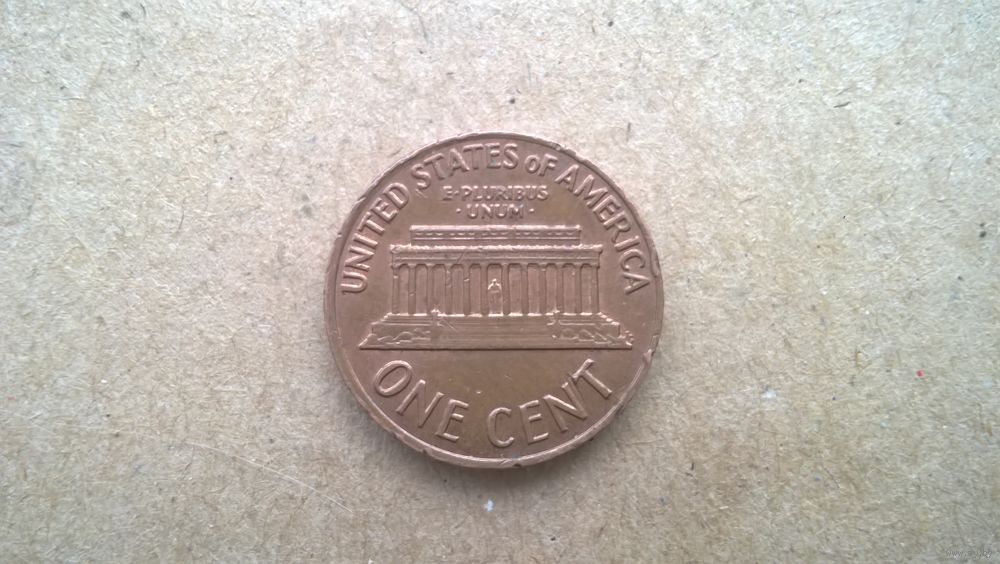 UNITED STATES OF AMERICA
E·PLURIBUS
·UNUM·
ONE CENT